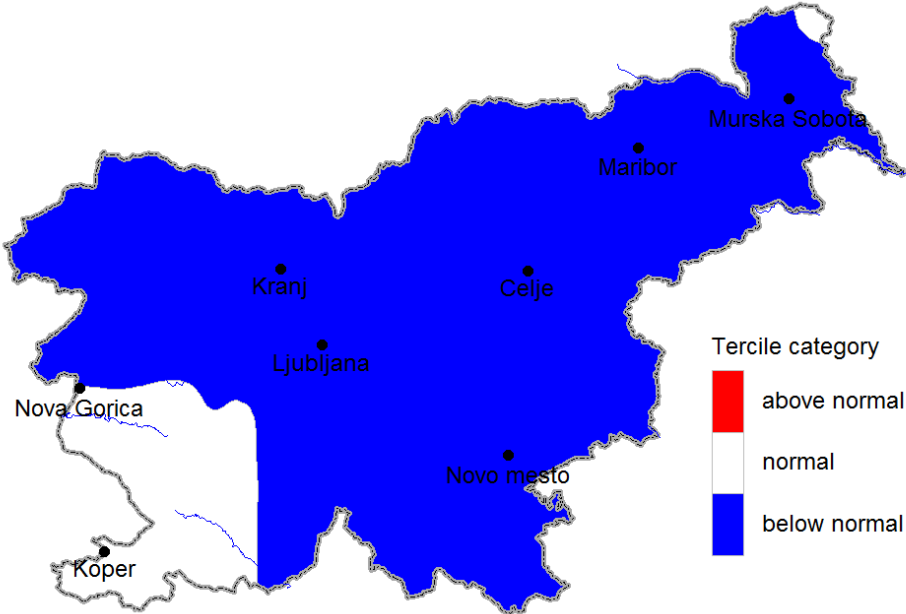 Murska Sobota
Maribor
Kranj
Celje
Ljubljana
Tercile category
above normal
Nova Gorica
normal
Novo mesto
below normal
Koper